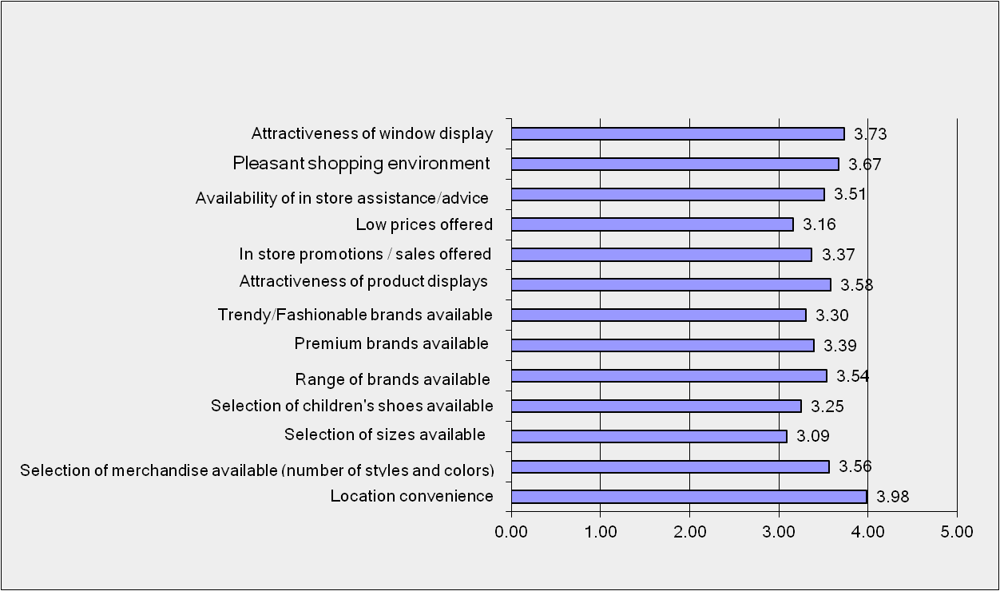 Attractiveness of window display 3.73
Pleasant shopping environment 3.67
Availability of in store assistance/advice 3.51
Low prices offered 3.16
In store promotions / sales offered 3.37
Attractiveness of product displays 3.58
Trendy/Fashionable brands available 3.30
Premium brands available 3.39
Range of brands available 3.54
Selection of children's shoes available 3.25
Selection of sizes available 3.09
Selection of merchandise available (number of styles and colors) 3.56
Location convenience 3.98
0.00 1.00 2.00 3.00 4.00 5.00